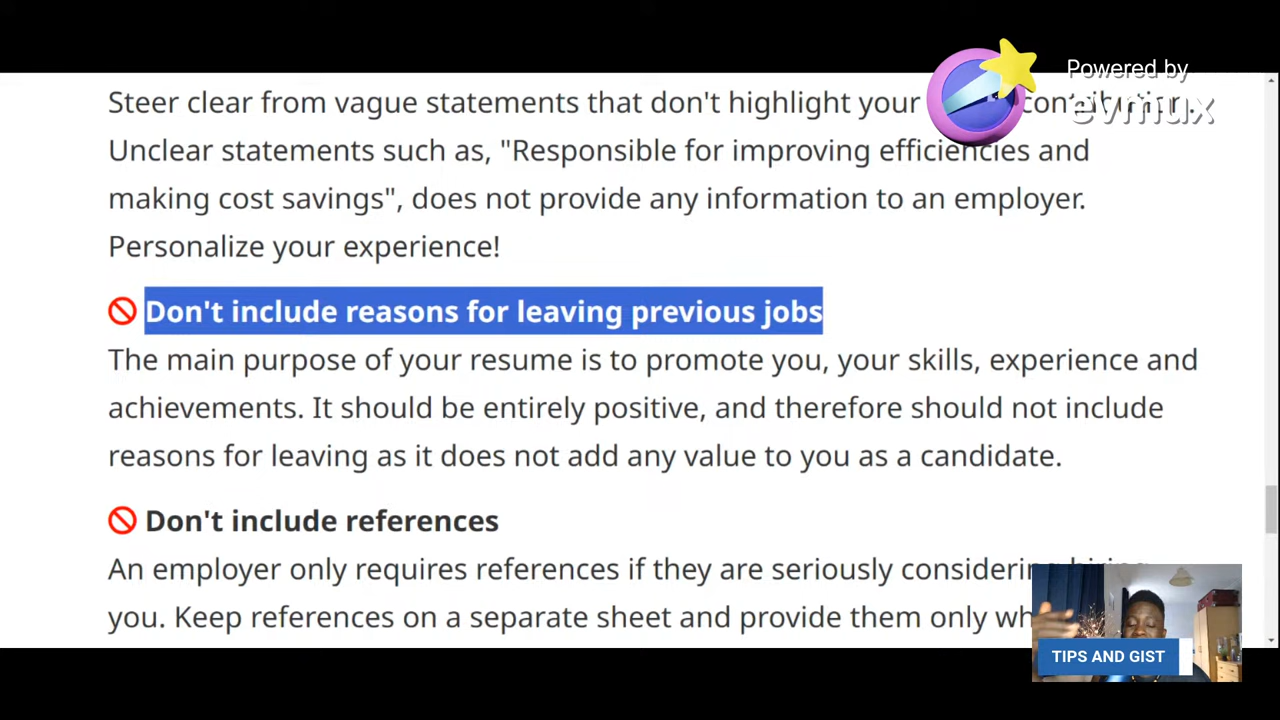 Powered by
evmux
Steer clear from vague statements that don't highlight your contribution.
Unclear statements such as, "Responsible for improving efficiencies and
making cost savings", does not provide any information to an employer.
Personalize your experience!
🚫 Don't include reasons for leaving previous jobs
The main purpose of your resume is to promote you, your skills, experience and
achievements. It should be entirely positive, and therefore should not include
reasons for leaving as it does not add any value to you as a candidate.
🚫 Don't include references
An employer only requires references if they are seriously considering hiring
you. Keep references on a separate sheet and provide them only
TIPS AND GIST